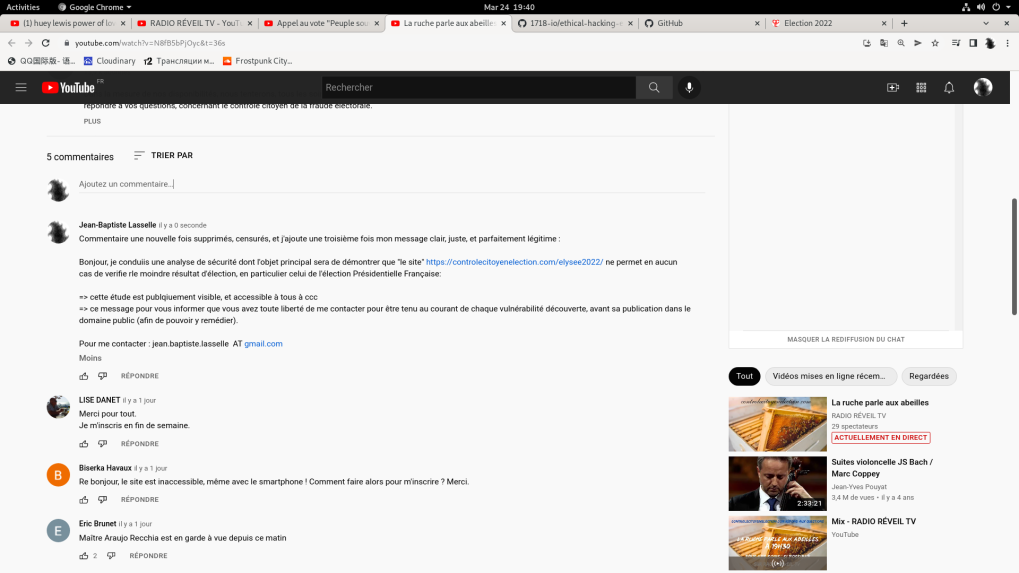 Activities
Google Chrome
Mar 24 19:40
(1) huey lewis power of lov
RADIO RÉVEIL TV - YouTu
Appel au vote "Peuple sou
La ruche parle aux abeilles
1718-io/ethical-hacking-e
GitHub
Election 2022
youtube.com/watch?v=N8fB5bPjOyc&t=36s
QQ国际版- 语...
Cloudinary
Трансляции м...
Frostpunk City...
YouTube FR
Rechercher
répondre à vos questions, concernant le contrôle citoyen de la fraude électorale.
PLUS
5 commentaires
TRIER PAR
Ajoutez un commentaire...
Jean-Baptiste Lasselle il y a 0 seconde
Commentaire une nouvelle fois supprimés, censurés, et j'ajoute une troisième fois mon message clair, juste, et parfaitement légitime :
Bonjour, je conduiis une analyse de sécurité dont l'objet principal sera de démontrer que "le site" https://controlecitoyenelection.com/elysee2022/ ne permet en aucun
cas de verifie rle moindre résultat d'élection, en particulier celui de l'élection Présidentielle Française:
=> cette étude est publqiuement visible, et accessible à tous à ccc
=> ce message pour vous informer que vous avez toute liberté de me contacter pour être tenu au courant de chaque vulnérabilité découverte, avant sa publication dans le
domaine public (afin de pouvoir y remédier).
Pour me contacter : jean.baptiste.lasselle AT gmail.com
Moins
RÉPONDRE
LISE DANET il y a 1 jour
Merci pour tout.
Je m'inscris en fin de semaine.
RÉPONDRE
B
Biserka Havaux il y a 1 jour
Re bonjour, le site est inaccessible, même avec le smartphone ! Comment faire alors pour m'inscrire ? Merci.
RÉPONDRE
E
Eric Brunet il y a 1 jour
Maître Araujo Recchia est en garde à vue depuis ce matin
2
RÉPONDRE
MASQUER LA REDIFFUSION DU CHAT
Tout
Vidéos mises en ligne récem...
Regardées
La ruche parle aux abeilles
RADIO RÉVEIL TV
29 spectateurs
ACTUELLEMENT EN DIRECT
Suites violoncelle JS Bach /
Marc Coppey
Jean-Yves Pouyat
3,4 M de vues • il y a 4 ans
2:33:21
Mix - RADIO RÉVEIL TV
YouTube
LA RUCHE PARLE AUX ABEILLES
A 19H30